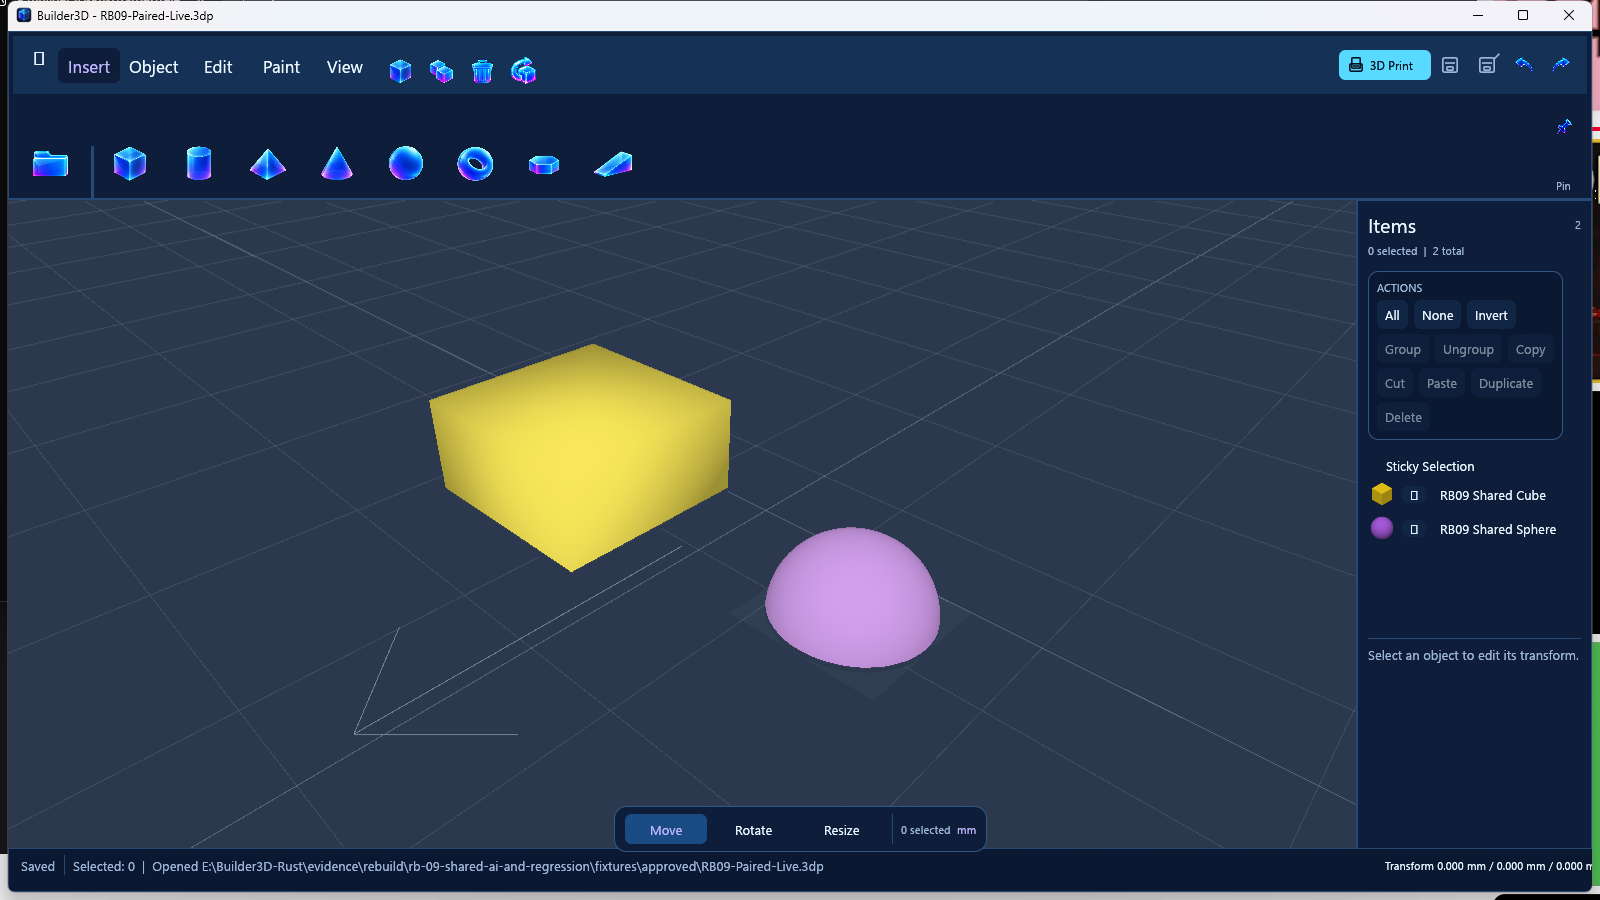 Builder3D - RB09-Paired-Live.3dp
Insert Object Edit Paint View
3D Print
Pin
Items 2
0 selected | 2 total
ACTIONS
All None Invert
Group Ungroup Copy
Cut Paste Duplicate
Delete
Sticky Selection
RB09 Shared Cube
RB09 Shared Sphere
Select an object to edit its transform.
Move Rotate Resize 0 selected mm
Saved Selected: 0 | Opened E:\Builder3D-Rust\evidence\rebuild\rb-09-shared-ai-and-regression\fixtures\approved\RB09-Paired-Live.3dp
Transform 0.000 mm / 0.000 mm / 0.000 m